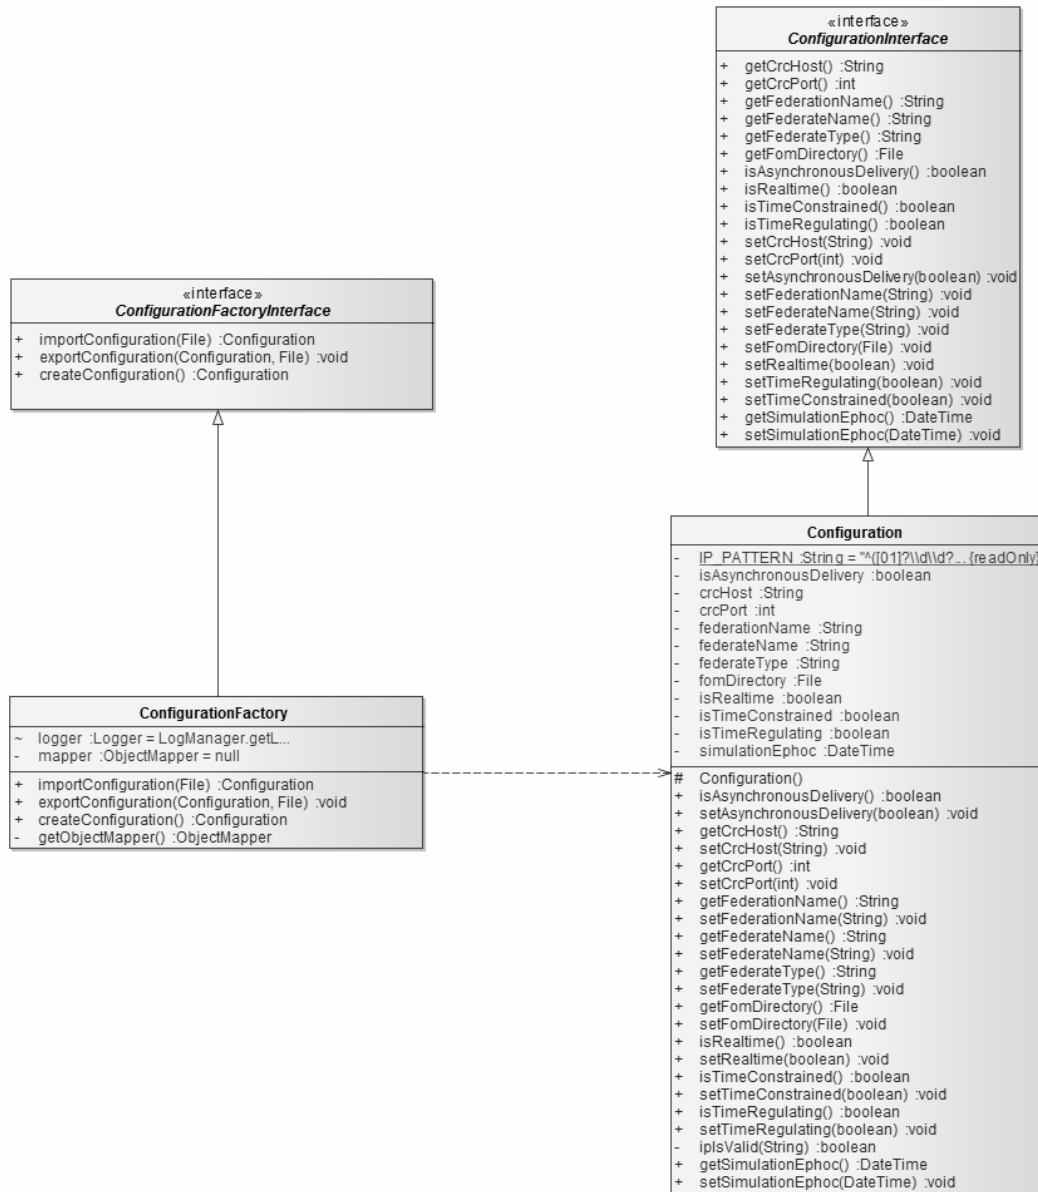 «interface»
ConfigurationInterface
+ getCrcHost() :String
+ getCrcPort() :int
+ getFederationName() :String
+ getFederateName() :String
+ getFederateType() :String
+ getFomDirectory() :File
+ isAsynchronousDelivery() :boolean
+ isRealtime() :boolean
+ isTimeConstrained() :boolean
+ isTimeRegulating() :boolean
+ setCrcHost(String) :void
+ setCrcPort(int) :void
+ setAsynchronousDelivery(boolean) :void
+ setFederationName(String) :void
+ setFederateName(String) :void
+ setFederateType(String) :void
+ setFomDirectory(File) :void
+ setRealtime(boolean) :void
+ setTimeRegulating(boolean) :void
+ setTimeConstrained(boolean) :void
+ getSimulationEphoc() :DateTime
+ setSimulationEphoc(DateTime) :void
«interface»
ConfigurationFactoryInterface
+ importConfiguration(File) :Configuration
+ exportConfiguration(Configuration, File) :void
+ createConfiguration() :Configuration
ConfigurationFactory
~ logger :Logger = LogManager.getL...
- mapper :ObjectMapper = null
+ importConfiguration(File) :Configuration
+ exportConfiguration(Configuration, File) :void
+ createConfiguration() :Configuration
- getObjectMapper() :ObjectMapper
Configuration
- IP_PATTERN :String = "^([01]?\\d\\d?... {readOnly}
- isAsynchronousDelivery :boolean
- crcHost :String
- crcPort :int
- federationName :String
- federateName :String
- federateType :String
- fomDirectory :File
- isRealtime :boolean
- isTimeConstrained :boolean
- isTimeRegulating :boolean
- simulationEphoc :DateTime
# Configuration()
+ isAsynchronousDelivery() :boolean
+ setAsynchronousDelivery(boolean) :void
+ getCrcHost() :String
+ setCrcHost(String) :void
+ getCrcPort() :int
+ setCrcPort(int) :void
+ getFederationName() :String
+ setFederationName(String) :void
+ getFederateName() :String
+ setFederateName(String) :void
+ getFederateType() :String
+ setFederateType(String) :void
+ getFomDirectory() :File
+ setFomDirectory(File) :void
+ isRealtime() :boolean
+ setRealtime(boolean) :void
+ isTimeConstrained() :boolean
+ setTimeConstrained(boolean) :void
+ isTimeRegulating() :boolean
+ setTimeRegulating(boolean) :void
- ipIsValid(String) :boolean
+ getSimulationEphoc() :DateTime
+ setSimulationEphoc(DateTime) :void